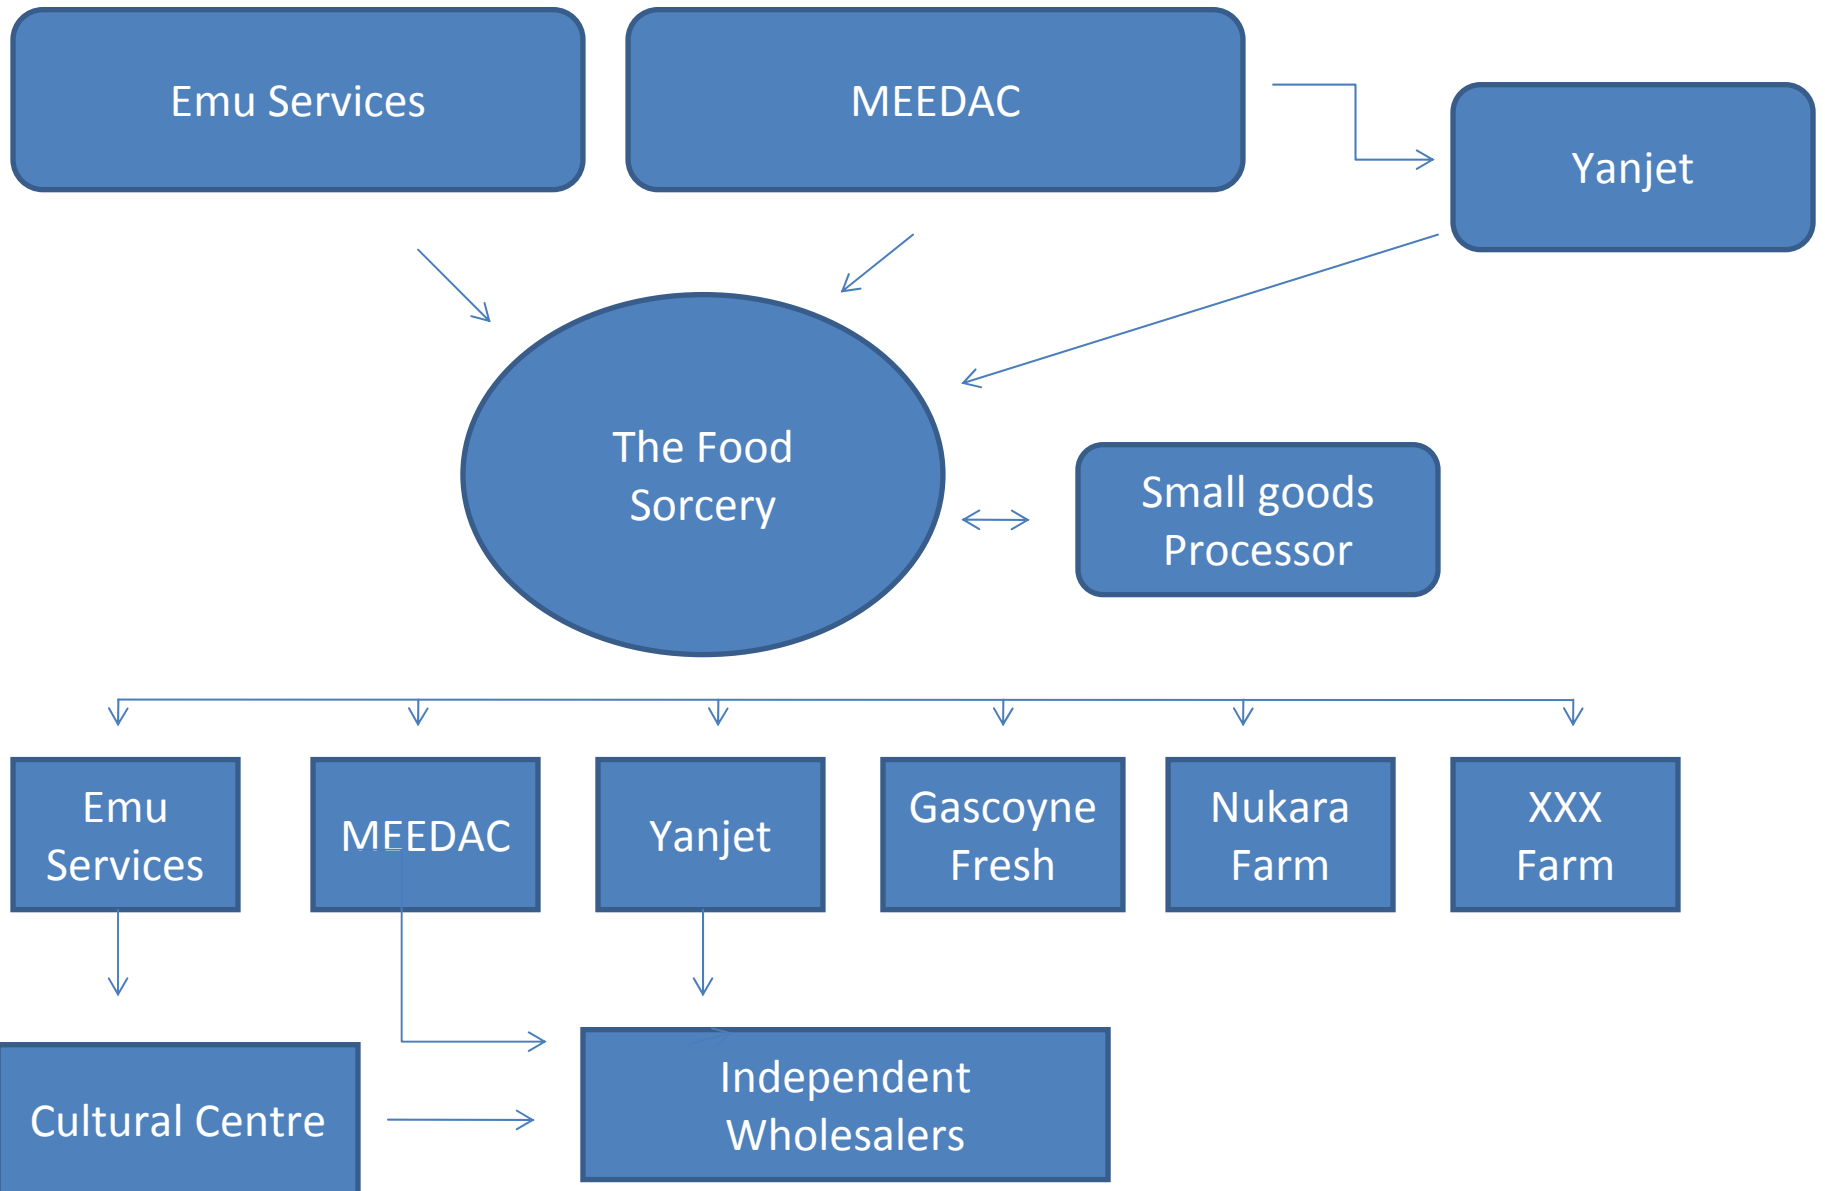 Emu Services
MEEDAC
Yanjet
The Food
Sorcery
Small goods
Processor
Emu
Services
MEEDAC
Yanjet
Gascoyne
Fresh
Nukara
Farm
XXX
Farm
Cultural Centre
Independent
Wholesalers